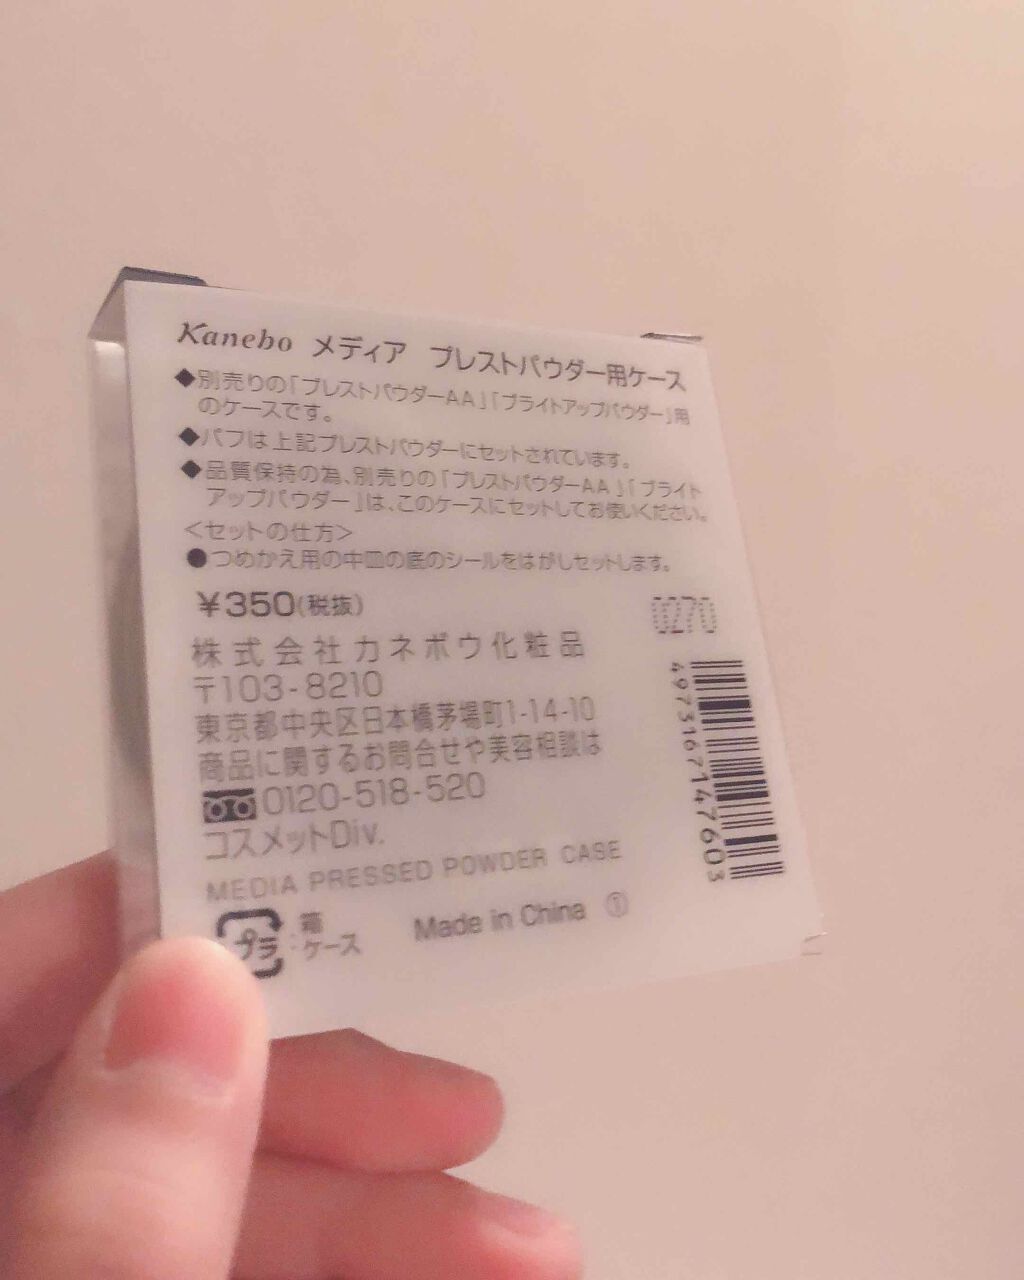 Kanebo メディア プレストパウダー用ケース
◆別売りの「プレストパウダーAA」「ブライトアップパウダー」用
のケースです。
◆パフは上記プレストパウダーにセットされています。
◆品質保持の為、別売りの「プレストパウダーAA」「ブライト
アップパウダー」は、このケースにセットしてお使いください。
<セットの仕方>
●つめかえ用の中皿の底のシールをはがしセットします。
¥350(税抜)
0270
株式会社カネボウ化粧品
〒103-8210
東京都中央区日本橋茅場町1-14-10
商品に関するお問合せや美容相談は
0120-518-520
コスメットDiv.
MEDIA PRESSED POWDER CASE
プラ :箱
ケース
Made in China ①
4973167147603